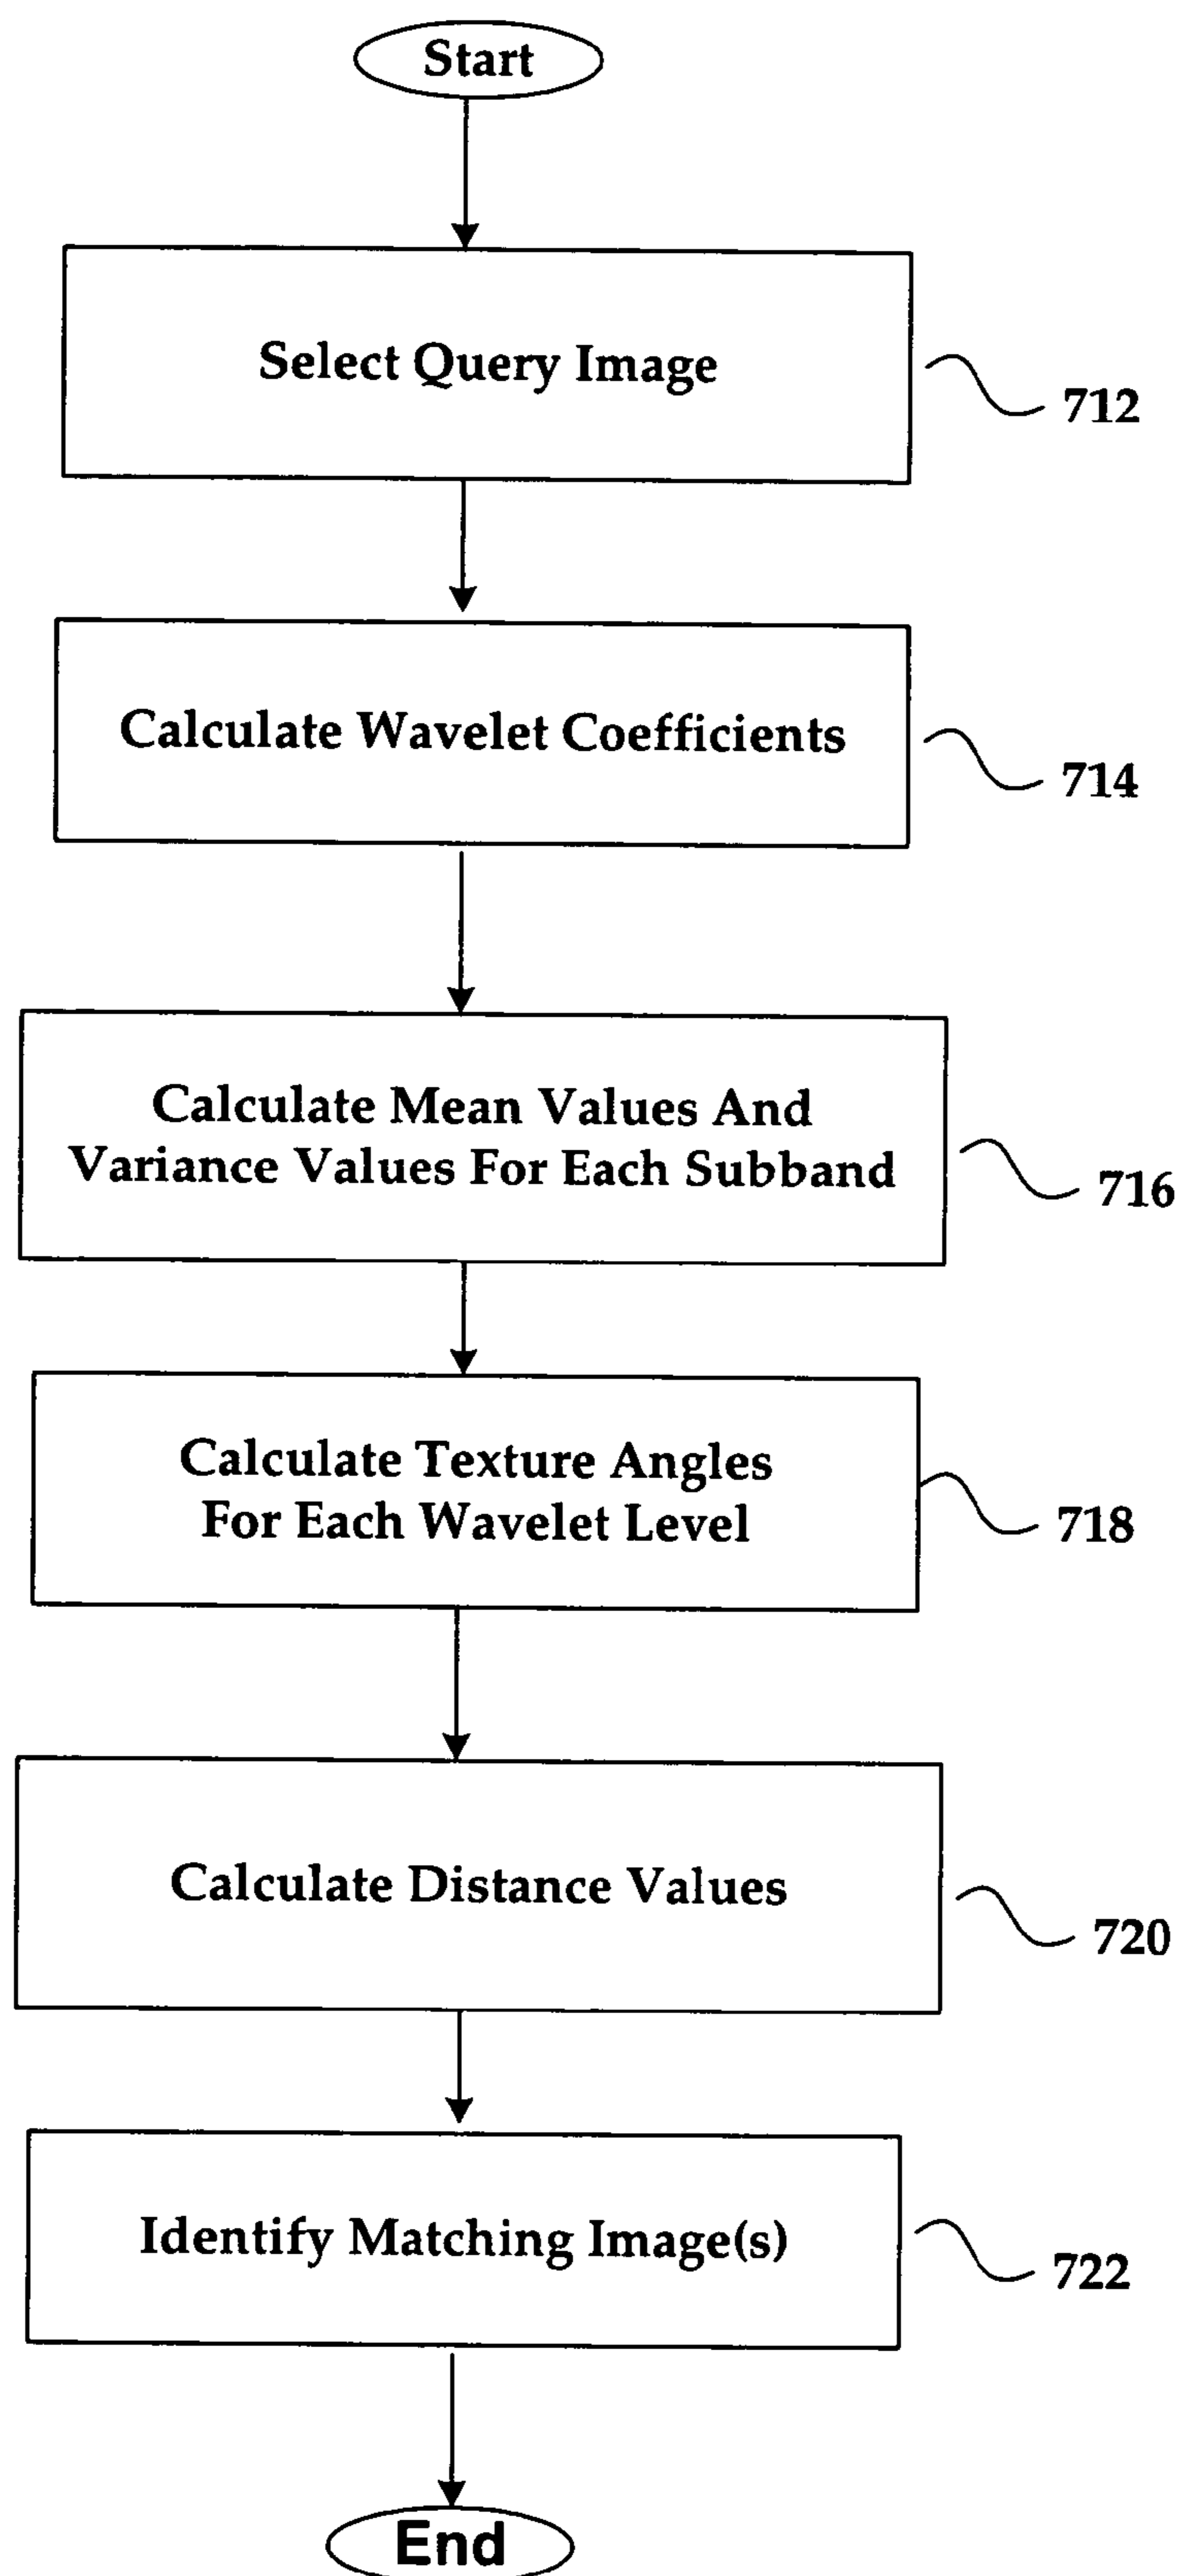 Start
Select Query Image
712
Calculate Wavelet Coefficients
714
Calculate Mean Values And
Variance Values For Each Subband
716
Calculate Texture Angles
For Each Wavelet Level
718
Calculate Distance Values
720
Identify Matching Image(s)
722
End